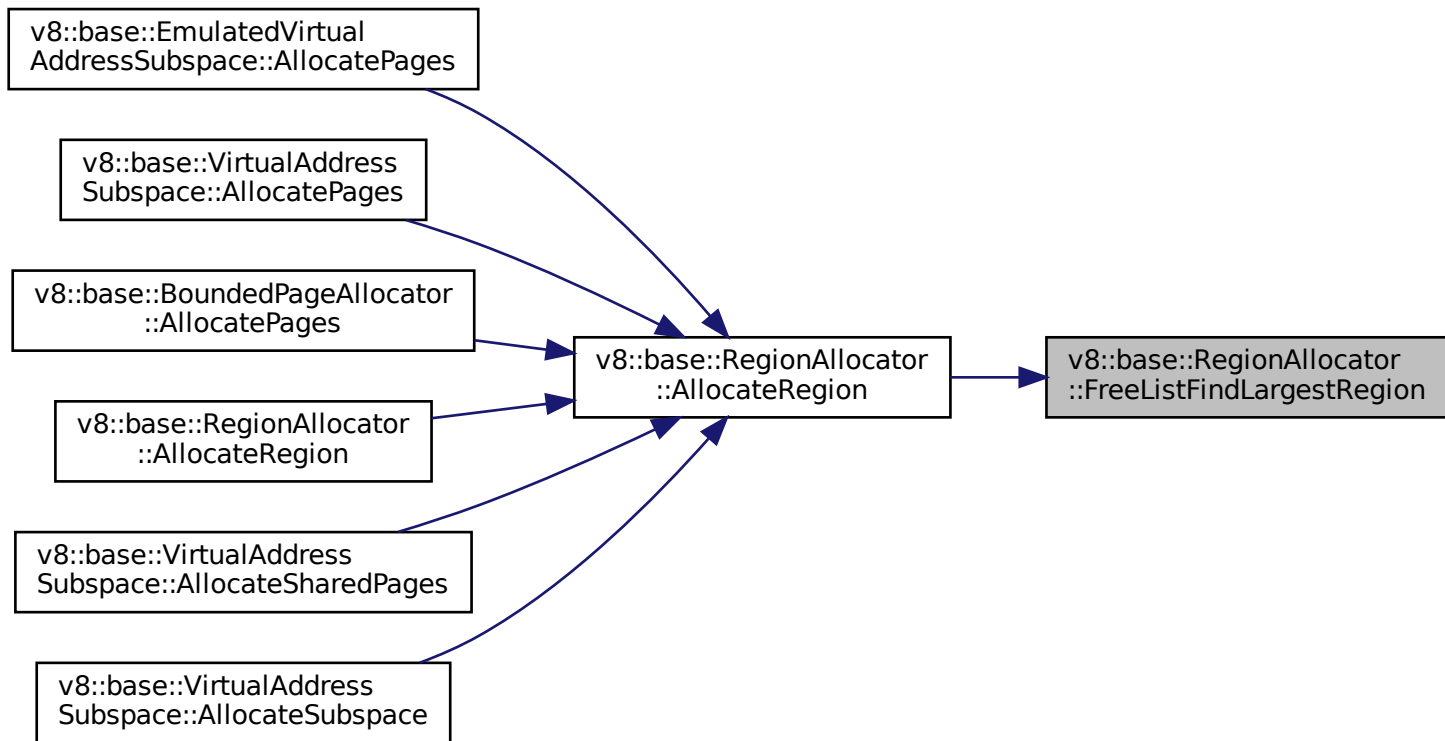 v8::base::EmulatedVirtual
AddressSubspace::AllocatePages
v8::base::VirtualAddress
Subspace::AllocatePages
v8::base::BoundedPageAllocator
::AllocatePages
v8::base::RegionAllocator
::AllocateRegion
v8::base::VirtualAddress
Subspace::AllocateSharedPages
v8::base::VirtualAddress
Subspace::AllocateSubspace
v8::base::RegionAllocator
::AllocateRegion
v8::base::RegionAllocator
::FreeListFindLargestRegion